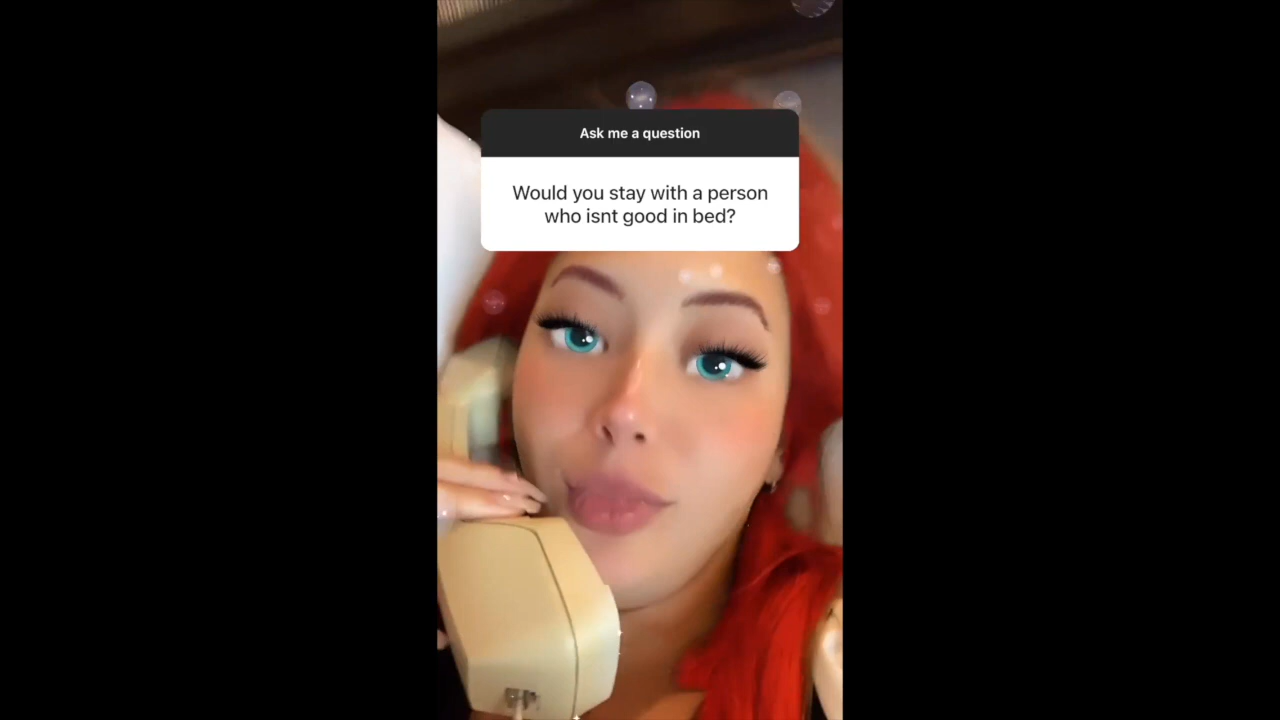 Ask me a question
Would you stay with a person
who isnt good in bed?